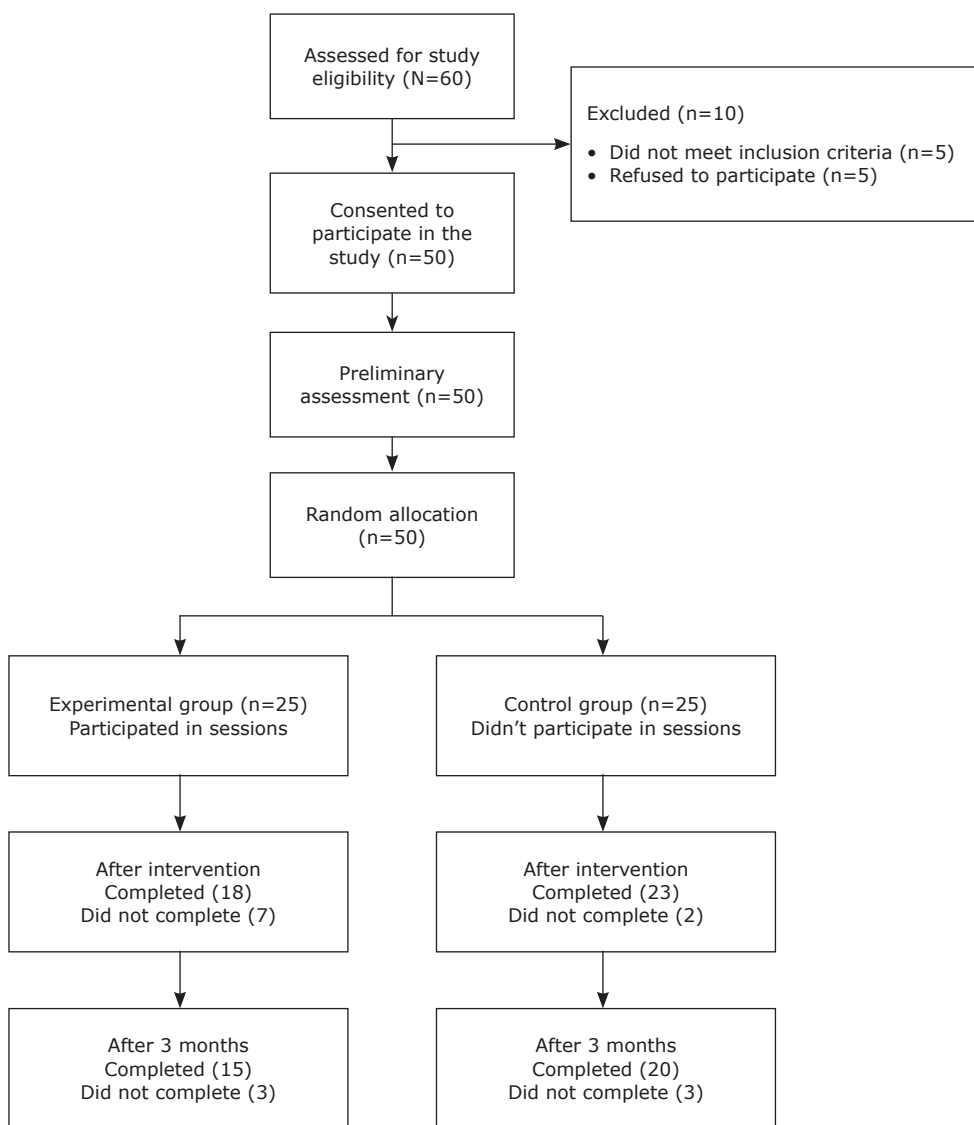 Assessed for study
eligibility (N=60)
Excluded (n=10)
• Did not meet inclusion criteria (n=5)
• Refused to participate (n=5)
Consented to
participate in the
study (n=50)
Preliminary
assessment (n=50)
Random allocation
(n=50)
Experimental group (n=25)
Participated in sessions
Control group (n=25)
Didn’t participate in sessions
After intervention
Completed (18)
Did not complete (7)
After intervention
Completed (23)
Did not complete (2)
After 3 months
Completed (15)
Did not complete (3)
After 3 months
Completed (20)
Did not complete (3)